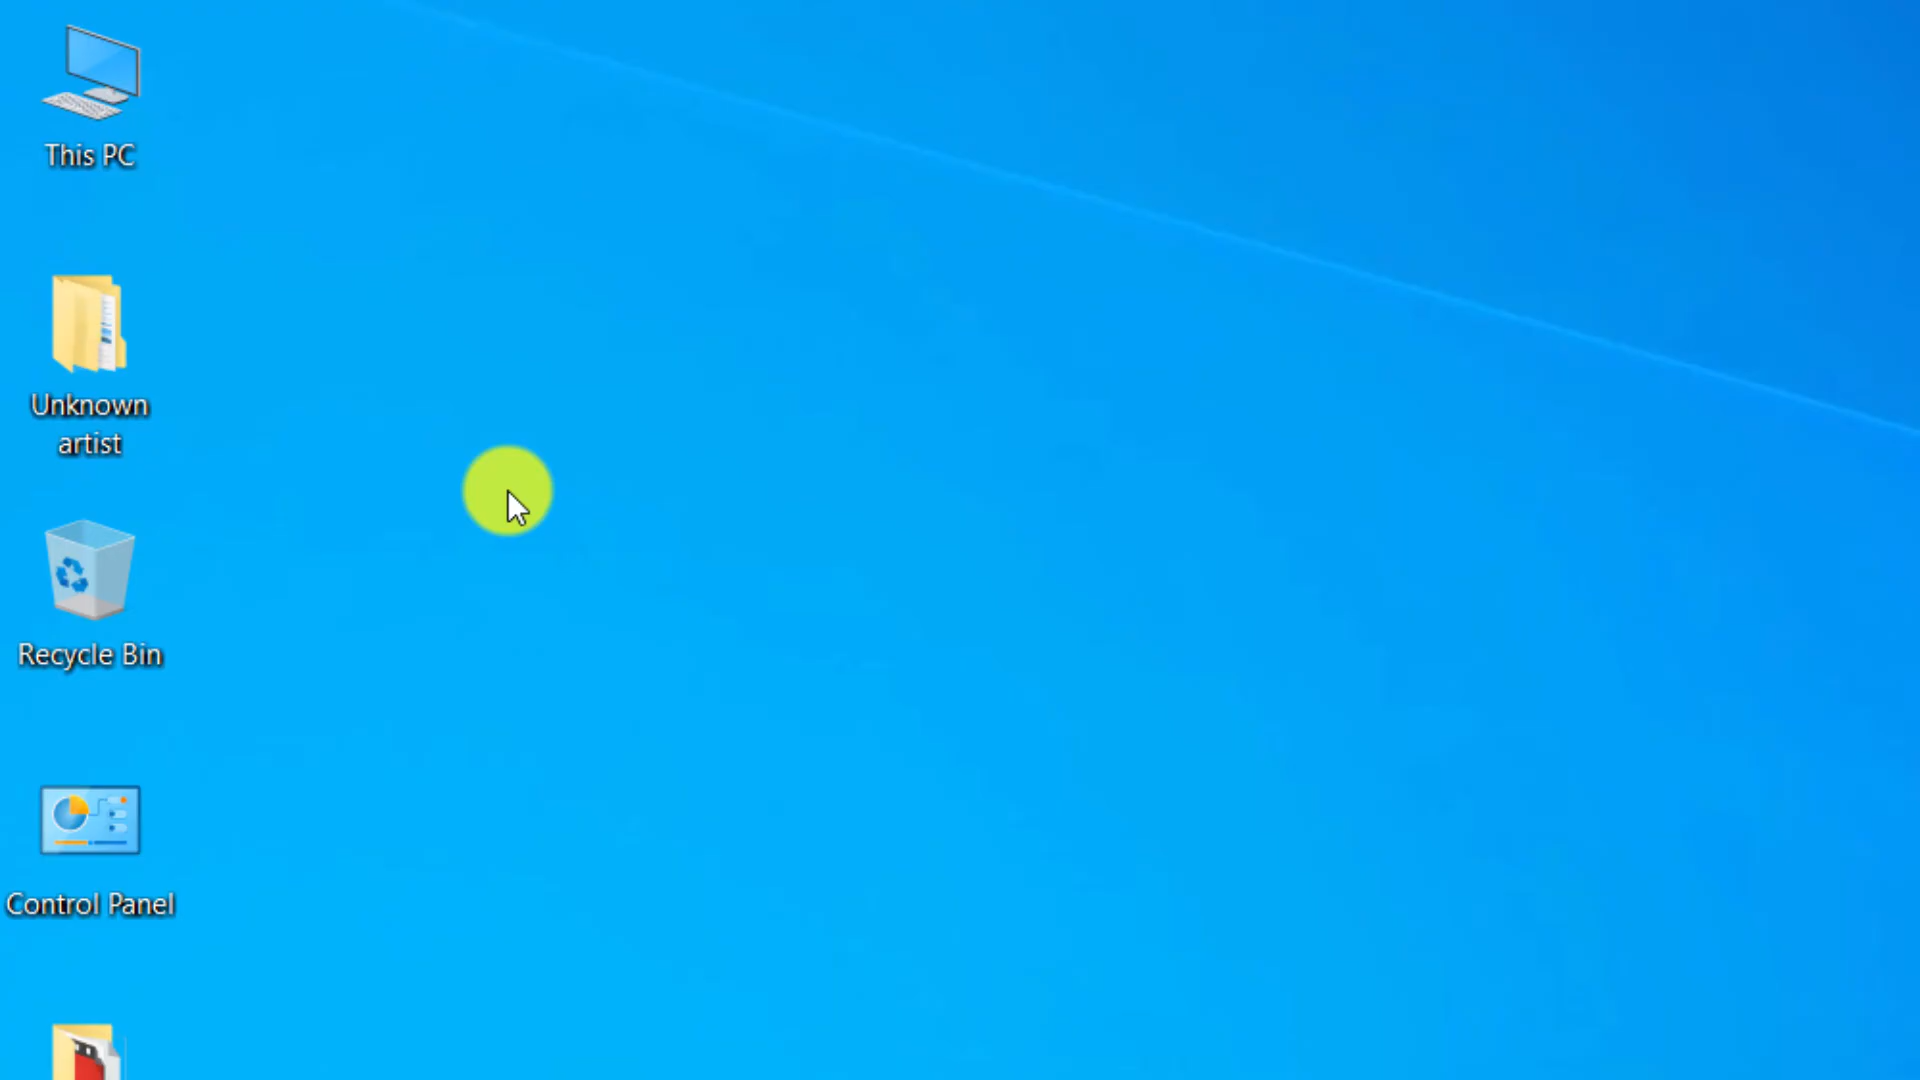 This PC
Unknown
artist
Recycle Bin
Control Panel